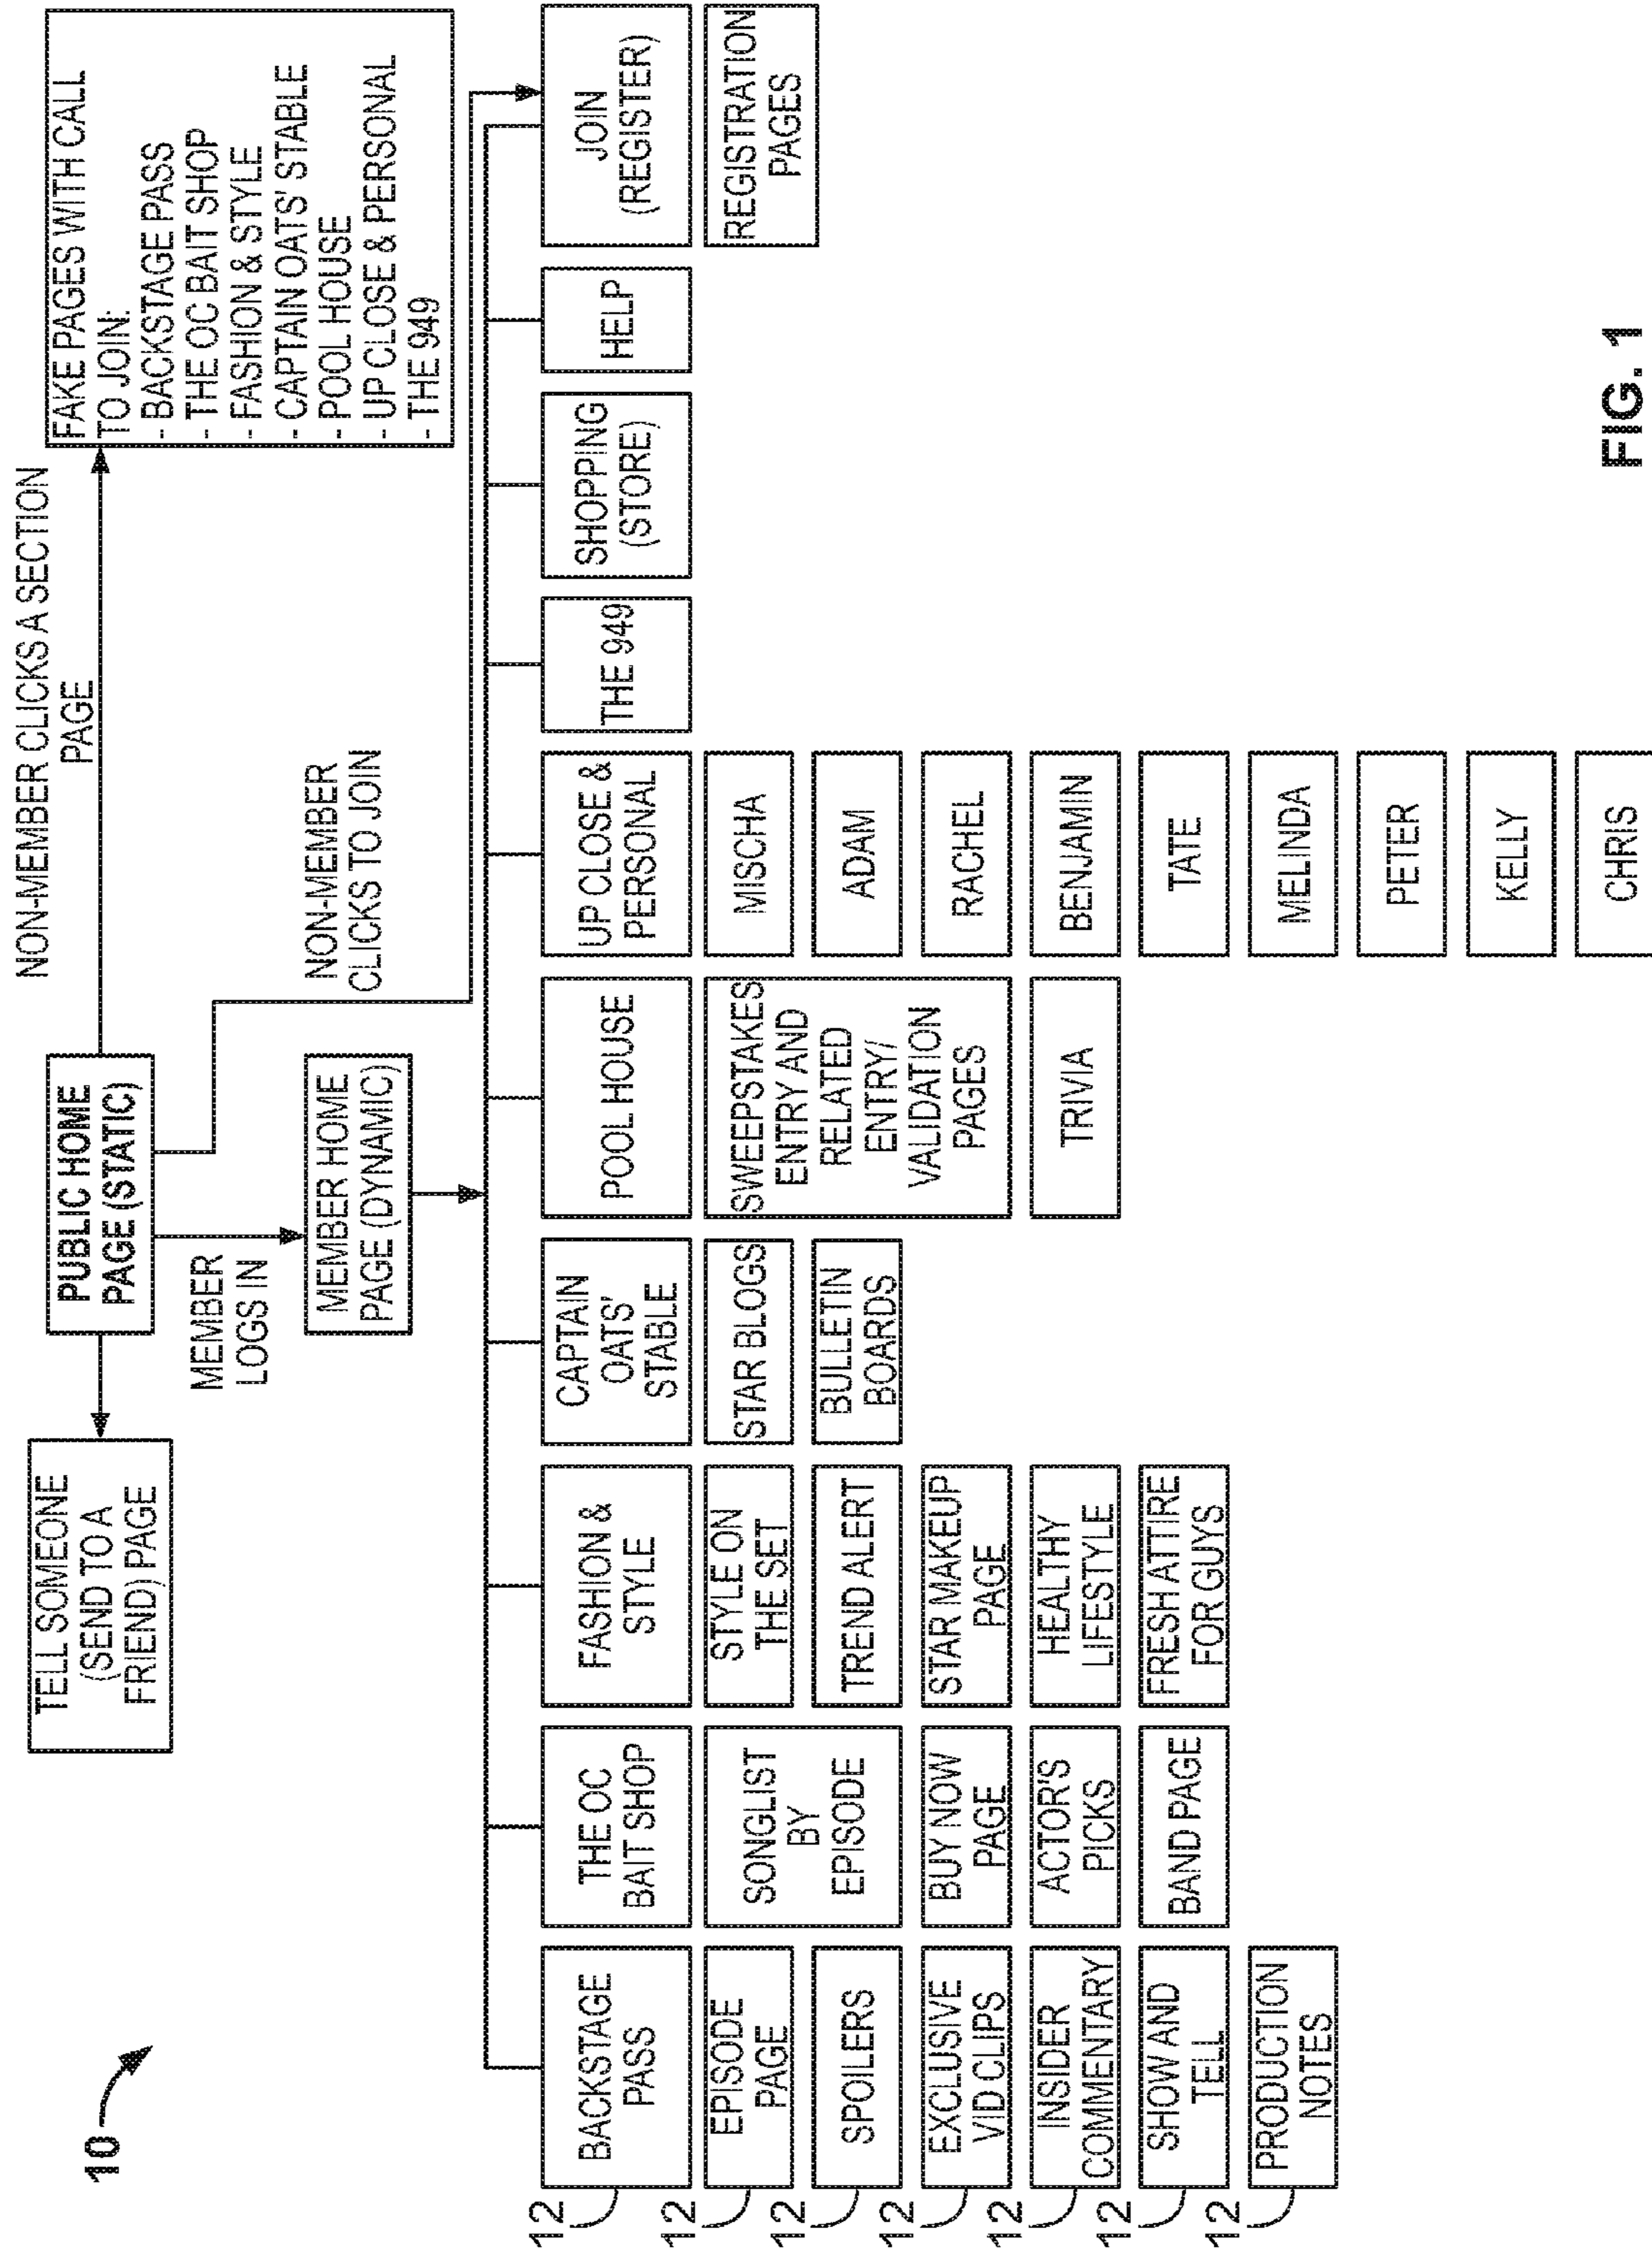 10
TELL SOMEONE
(SEND TO A
FRIEND) PAGE
PUBLIC HOME
PAGE (STATIC)
NON-MEMBER CLICKS A SECTION
PAGE
FAKE PAGES WITH CALL
TO JOIN:
- BACKSTAGE PASS
- THE OC BAIT SHOP
- FASHION & STYLE
- CAPTAIN OATS' STABLE
- POOL HOUSE
- UP CLOSE & PERSONAL
- THE 949
MEMBER
LOGS IN
NON-MEMBER
CLICKS TO JOIN
MEMBER HOME
PAGE (DYNAMIC)
12
BACKSTAGE
PASS
12
EPISODE
PAGE
12
SPOILERS
12
EXCLUSIVE
VID CLIPS
12
INSIDER
COMMENTARY
12
SHOW AND
TELL
12
PRODUCTION
NOTES
THE OC
BAIT SHOP
SONGLIST
BY
EPISODE
BUY NOW
PAGE
ACTOR'S
PICKS
BAND PAGE
FASHION &
STYLE
STYLE ON
THE SET
TREND ALERT
STAR MAKEUP
PAGE
HEALTHY
LIFESTYLE
FRESH ATTIRE
FOR GUYS
CAPTAIN
OATS'
STABLE
STAR BLOGS
BULLETIN
BOARDS
POOL HOUSE
SWEEPSTAKES
ENTRY AND
RELATED
ENTRY/
VALIDATION
PAGES
TRIVIA
UP CLOSE &
PERSONAL
MISCHA
ADAM
RACHEL
BENJAMIN
TATE
MELINDA
PETER
KELLY
CHRIS
THE 949
SHOPPING
(STORE)
HELP
JOIN
(REGISTER)
REGISTRATION
PAGES
FIG. 1